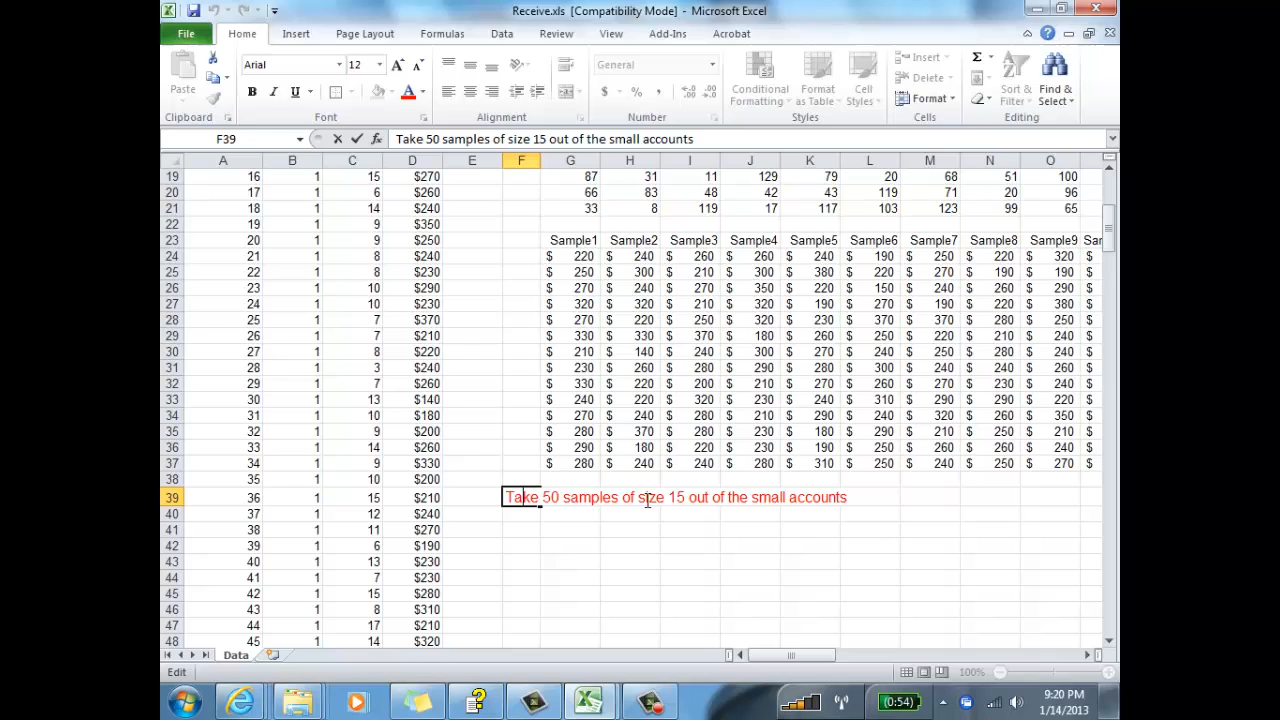 Receive.xls [Compatibility Mode] - Microsoft Excel
File Home Insert Page Layout Formulas Data Review View Add-Ins Acrobat
Paste Arial 12 General Conditional Formatting Format as Table Cell Styles Insert Delete Format Sort & Filter Find & Select
Clipboard Font Alignment Number Styles Cells Editing
F39 Take 50 samples of size 15 out of the small accounts
A B C D E F G H I J K L M N O
19 16 1 15 $270 87 31 11 129 79 20 68 51 100
20 17 1 6 $260 66 83 48 42 43 119 71 20 96
21 18 1 14 $240 33 8 119 17 117 103 123 99 65
22 19 1 9 $350
23 20 1 9 $250 Sample1 Sample2 Sample3 Sample4 Sample5 Sample6 Sample7 Sample8 Sample9 Sar
24 21 1 8 $240 $ 220 $ 240 $ 260 $ 260 $ 240 $ 190 $ 250 $ 220 $ 320 $
25 22 1 8 $230 $ 250 $ 300 $ 210 $ 300 $ 380 $ 220 $ 270 $ 190 $ 190 $
26 23 1 10 $290 $ 270 $ 240 $ 270 $ 350 $ 220 $ 150 $ 240 $ 260 $ 290 $
27 24 1 10 $230 $ 320 $ 320 $ 210 $ 320 $ 190 $ 270 $ 190 $ 220 $ 380 $
28 25 1 7 $370 $ 270 $ 220 $ 250 $ 320 $ 230 $ 370 $ 370 $ 280 $ 250 $
29 26 1 7 $210 $ 330 $ 330 $ 370 $ 180 $ 260 $ 250 $ 220 $ 210 $ 240 $
30 27 1 8 $220 $ 210 $ 140 $ 240 $ 300 $ 270 $ 240 $ 250 $ 280 $ 240 $
31 28 1 3 $240 $ 230 $ 260 $ 280 $ 290 $ 280 $ 300 $ 240 $ 240 $ 260 $
32 29 1 7 $260 $ 330 $ 220 $ 200 $ 210 $ 270 $ 260 $ 270 $ 230 $ 240 $
33 30 1 13 $140 $ 240 $ 220 $ 320 $ 230 $ 240 $ 310 $ 290 $ 290 $ 220 $
34 31 1 10 $180 $ 270 $ 240 $ 280 $ 210 $ 290 $ 240 $ 320 $ 260 $ 350 $
35 32 1 9 $200 $ 280 $ 370 $ 280 $ 230 $ 180 $ 290 $ 210 $ 250 $ 210 $
36 33 1 14 $260 $ 290 $ 180 $ 220 $ 230 $ 190 $ 250 $ 260 $ 260 $ 240 $
37 34 1 9 $330 $ 280 $ 240 $ 240 $ 280 $ 310 $ 250 $ 240 $ 250 $ 270 $
38 35 1 10 $200
39 36 1 15 $210 Take 50 samples of size 15 out of the small accounts
40 37 1 12 $240
41 38 1 11 $270
42 39 1 6 $190
43 40 1 13 $230
44 41 1 7 $230
45 42 1 15 $280
46 43 1 8 $310
47 44 1 17 $210
48 45 1 14 $320
Data
Edit 100%
(0:54) 9:20 PM
1/14/2013